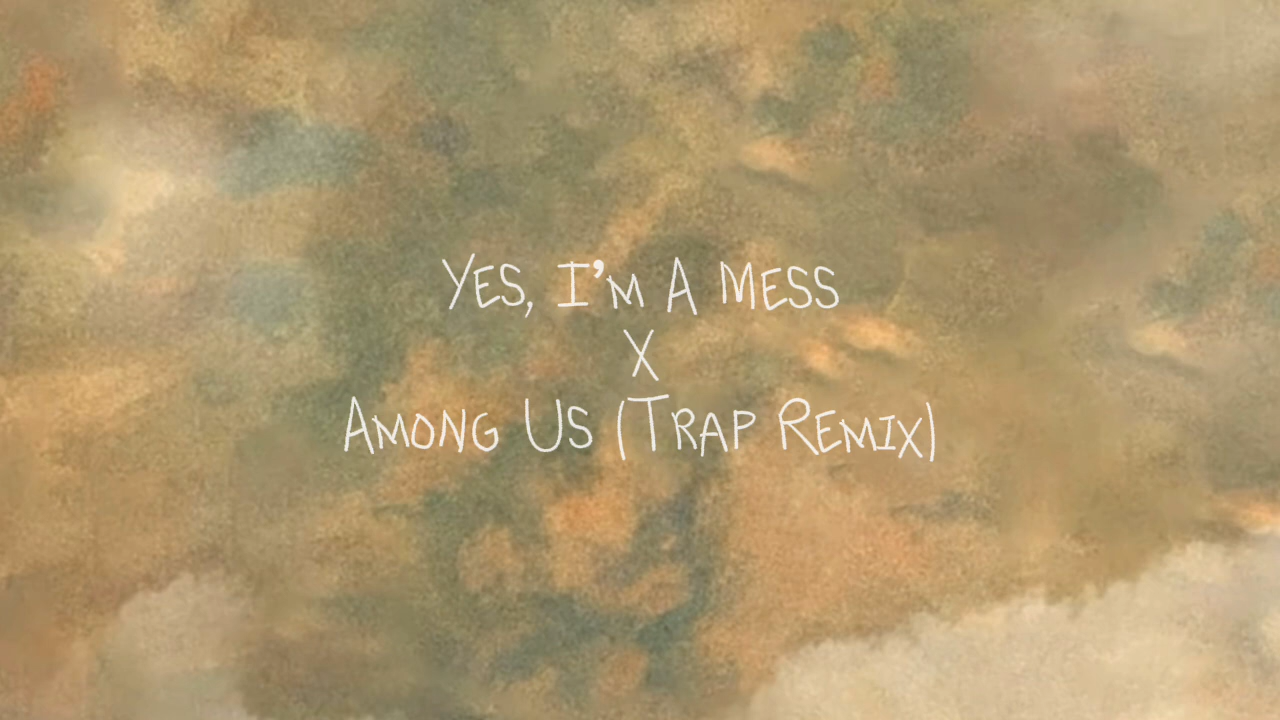 Yes, I'm A Mess
X
Among Us (Trap Remix)